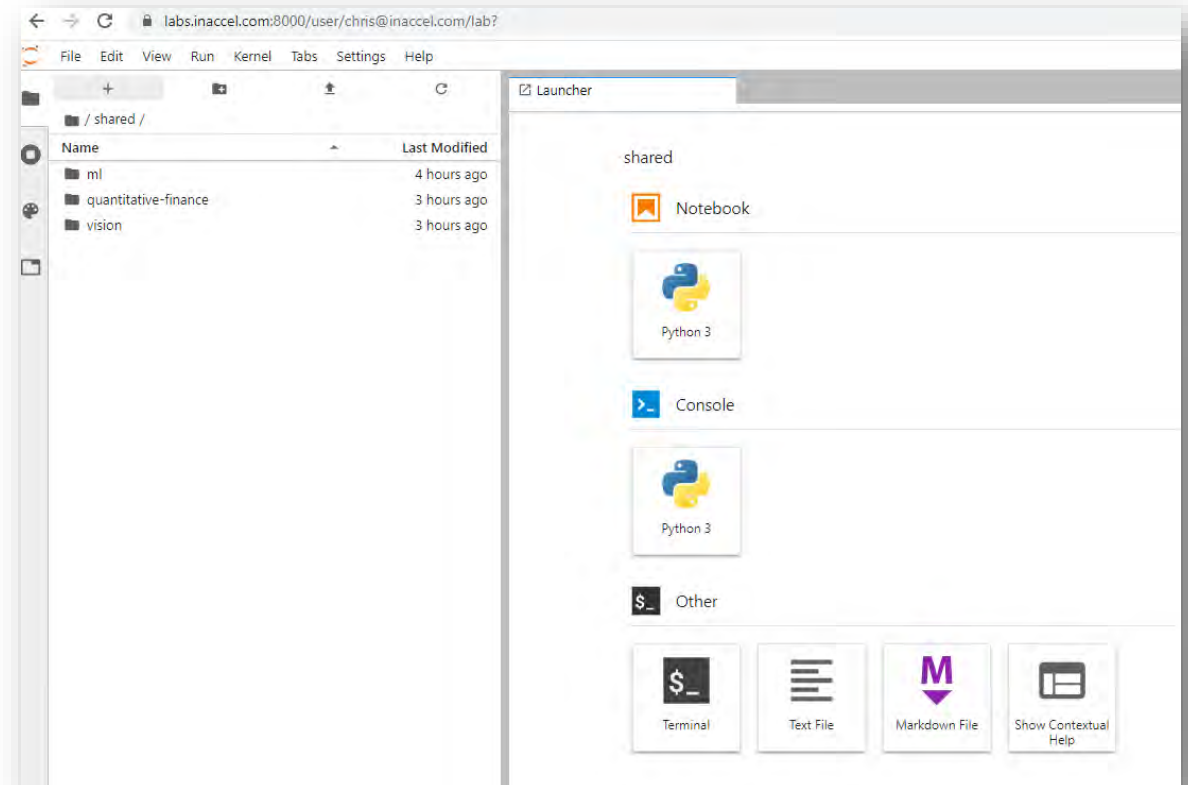 labs.inaccel.com:8000/user/chris@inaccel.com/lab?
File Edit View Run Kernel Tabs Settings Help
/ shared /
Name Last Modified
ml 4 hours ago
quantitative-finance 3 hours ago
vision 3 hours ago
Launcher
shared
Notebook
Python 3
Console
Python 3
$_ Other
$_
M
Terminal
Text File
Markdown File
Show Contextual
Help